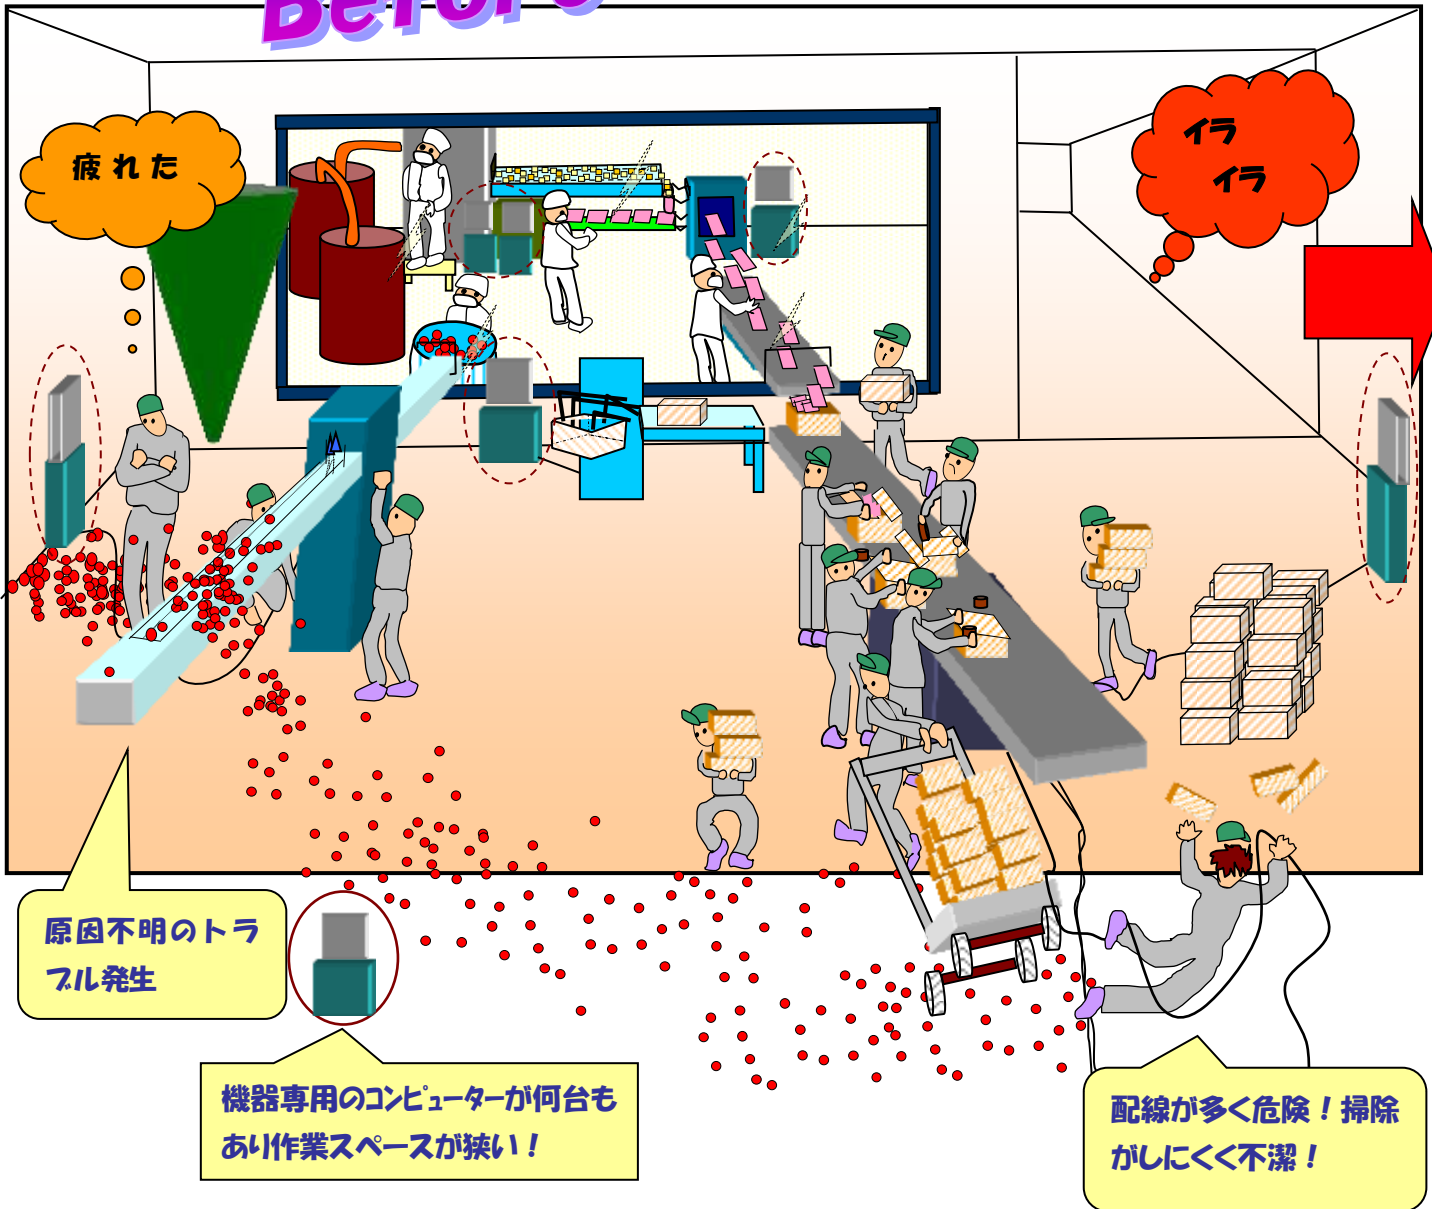 Before
疲れた
イラ
イラ
原因不明のトラ
ブル発生
機器専用のコンピューターが何台も
あり作業スペースが狭い！
配線が多く危険！掃除
がしにくく不潔！